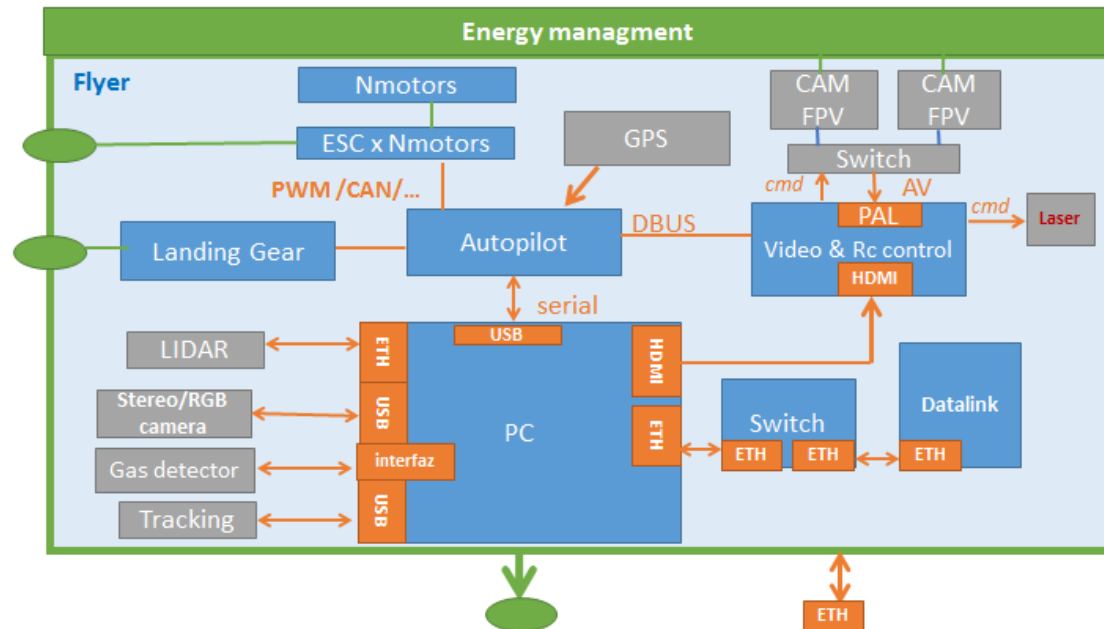 Energy managment
Flyer
Nmotors
CAM
FPV
CAM
FPV
ESC x Nmotors
GPS
Switch
PWM /CAN/...
cmd
AV
cmd
Laser
PAL
Landing Gear
Autopilot
DBUS
Video & Rc control
HDMI
serial
USB
LIDAR
ETH
HDMI
Stereo/RGB
camera
USB
PC
ETH
Switch
ETH
ETH
Datalink
ETH
Gas detector
interfaz
Tracking
USB
ETH